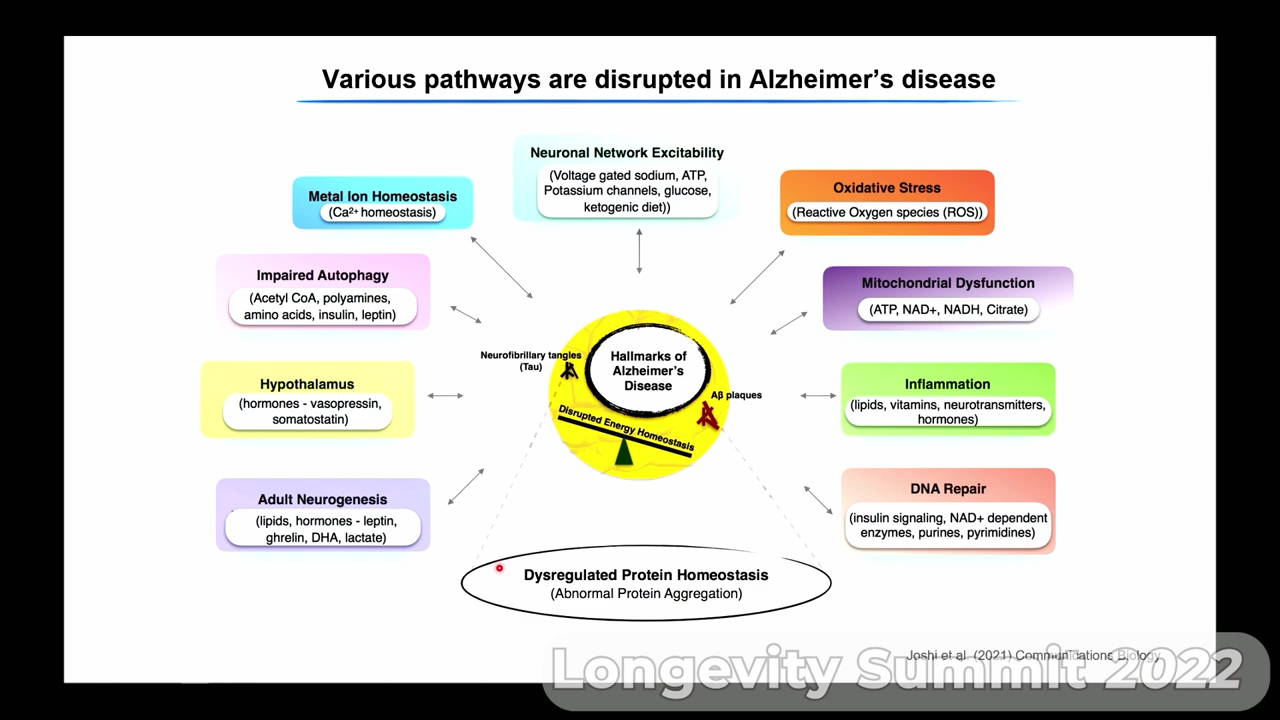 Various pathways are disrupted in Alzheimer's disease
Neuronal Network Excitability
(Voltage gated sodium, ATP,
Potassium channels, glucose,
ketogenic diet))
Metal Ion Homeostasis
(Ca²⁺ homeostasis)
Oxidative Stress
(Reactive Oxygen species (ROS))
Impaired Autophagy
(Acetyl CoA, polyamines,
amino acids, insulin, leptin)
Mitochondrial Dysfunction
(ATP, NAD+, NADH, Citrate)
Neurofibrillary tangles
(Tau)
Hallmarks of
Alzheimer's
Disease
Aβ plaques
Disrupted Energy Homeostasis
Hypothalamus
(hormones - vasopressin,
somatostatin)
Inflammation
(lipids, vitamins, neurotransmitters,
hormones)
Adult Neurogenesis
(lipids, hormones - leptin,
ghrelin, DHA, lactate)
DNA Repair
(insulin signaling, NAD+ dependent
enzymes, purines, pyrimidines)
Dysregulated Protein Homeostasis
(Abnormal Protein Aggregation)
Joshi et al. (2021) Communications Biology
Longevity Summit 2022